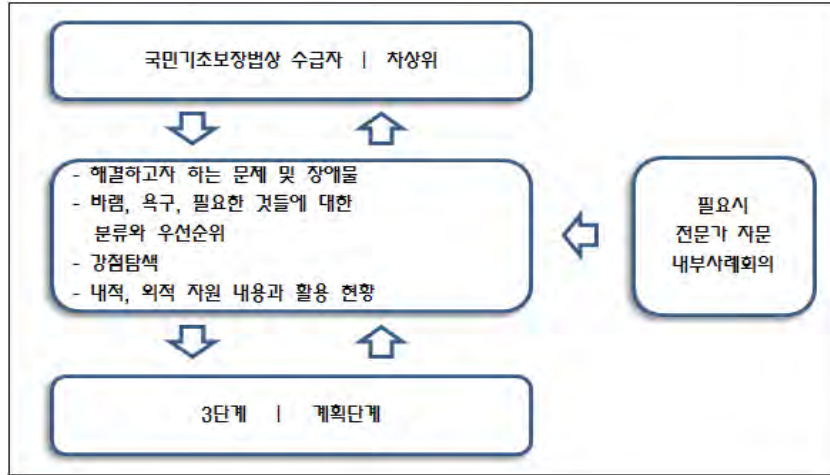 국민기초보장법상 수급자 | 차상위
- 해결하고자 하는 문제 및 장애물
- 바램, 욕구, 필요한 것들에 대한
분류와 우선순위
- 강점탐색
- 내적, 외적 자원 내용과 활용 현황
필요시
전문가 자문
내부사례회의
3단계 | 계획단계